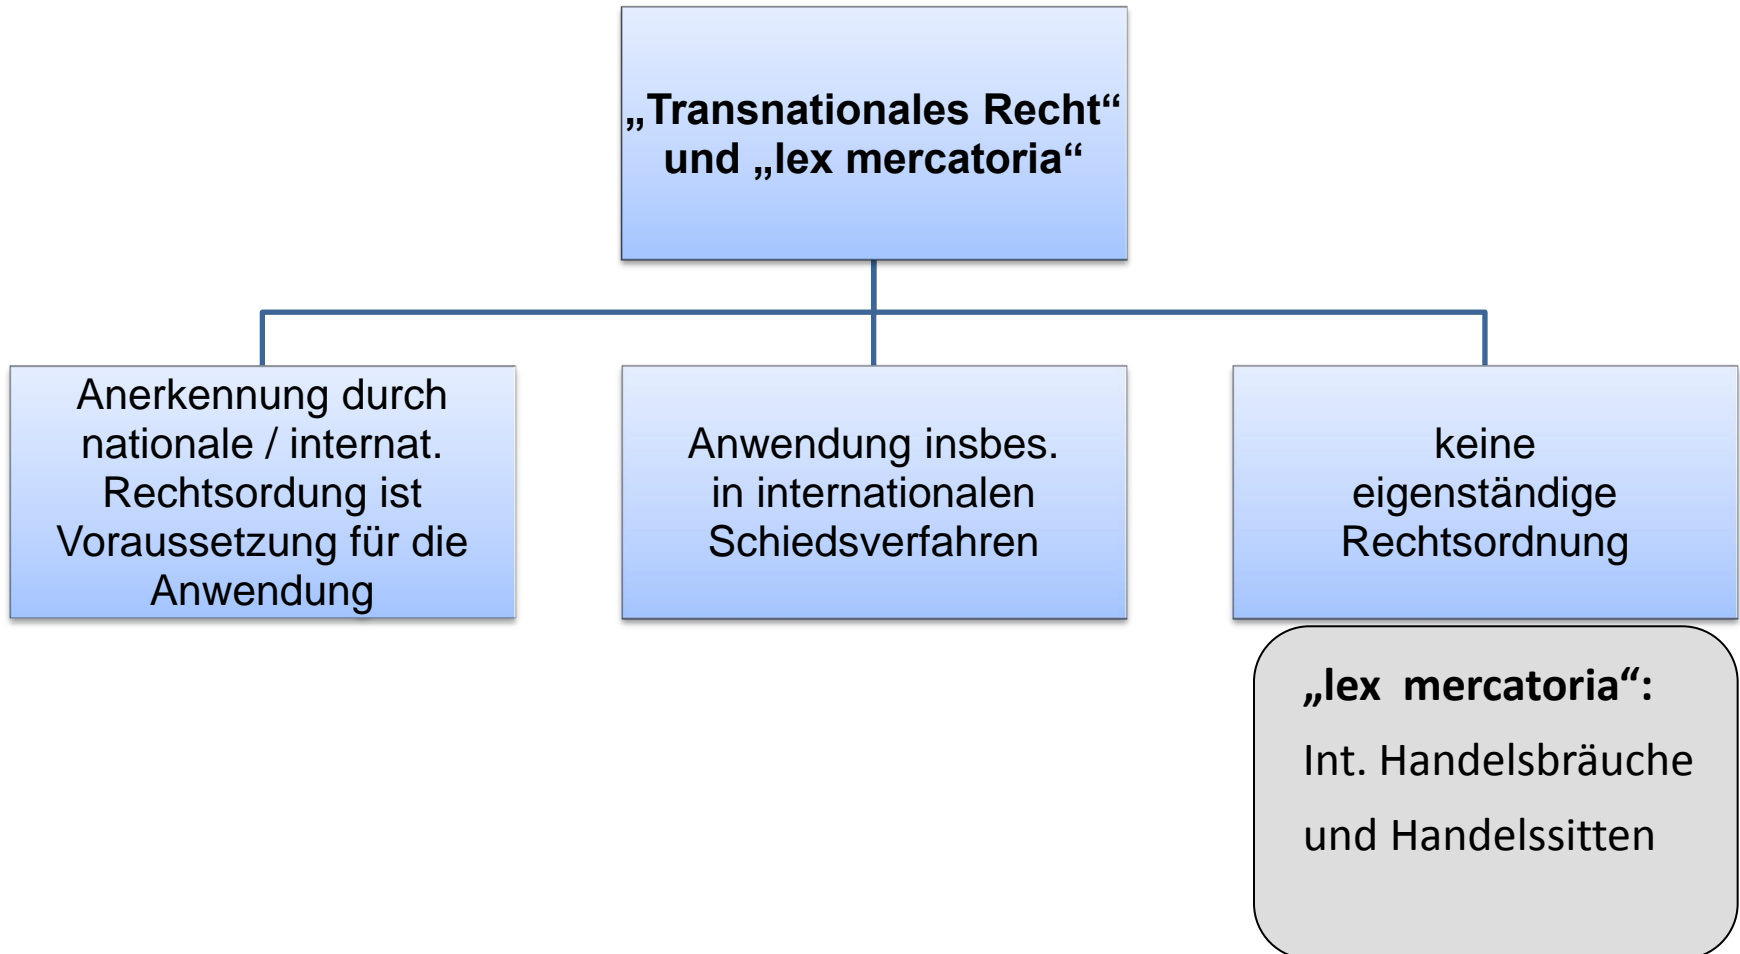 „Transnationales Recht“
und „lex mercatoria“
Anerkennung durch
nationale / internat.
Rechtsordung ist
Voraussetzung für die
Anwendung
Anwendung insbes.
in internationalen
Schiedsverfahren
keine
eigenständige
Rechtsordnung
„lex mercatoria“:
Int. Handelsbräuche
und Handelssitten